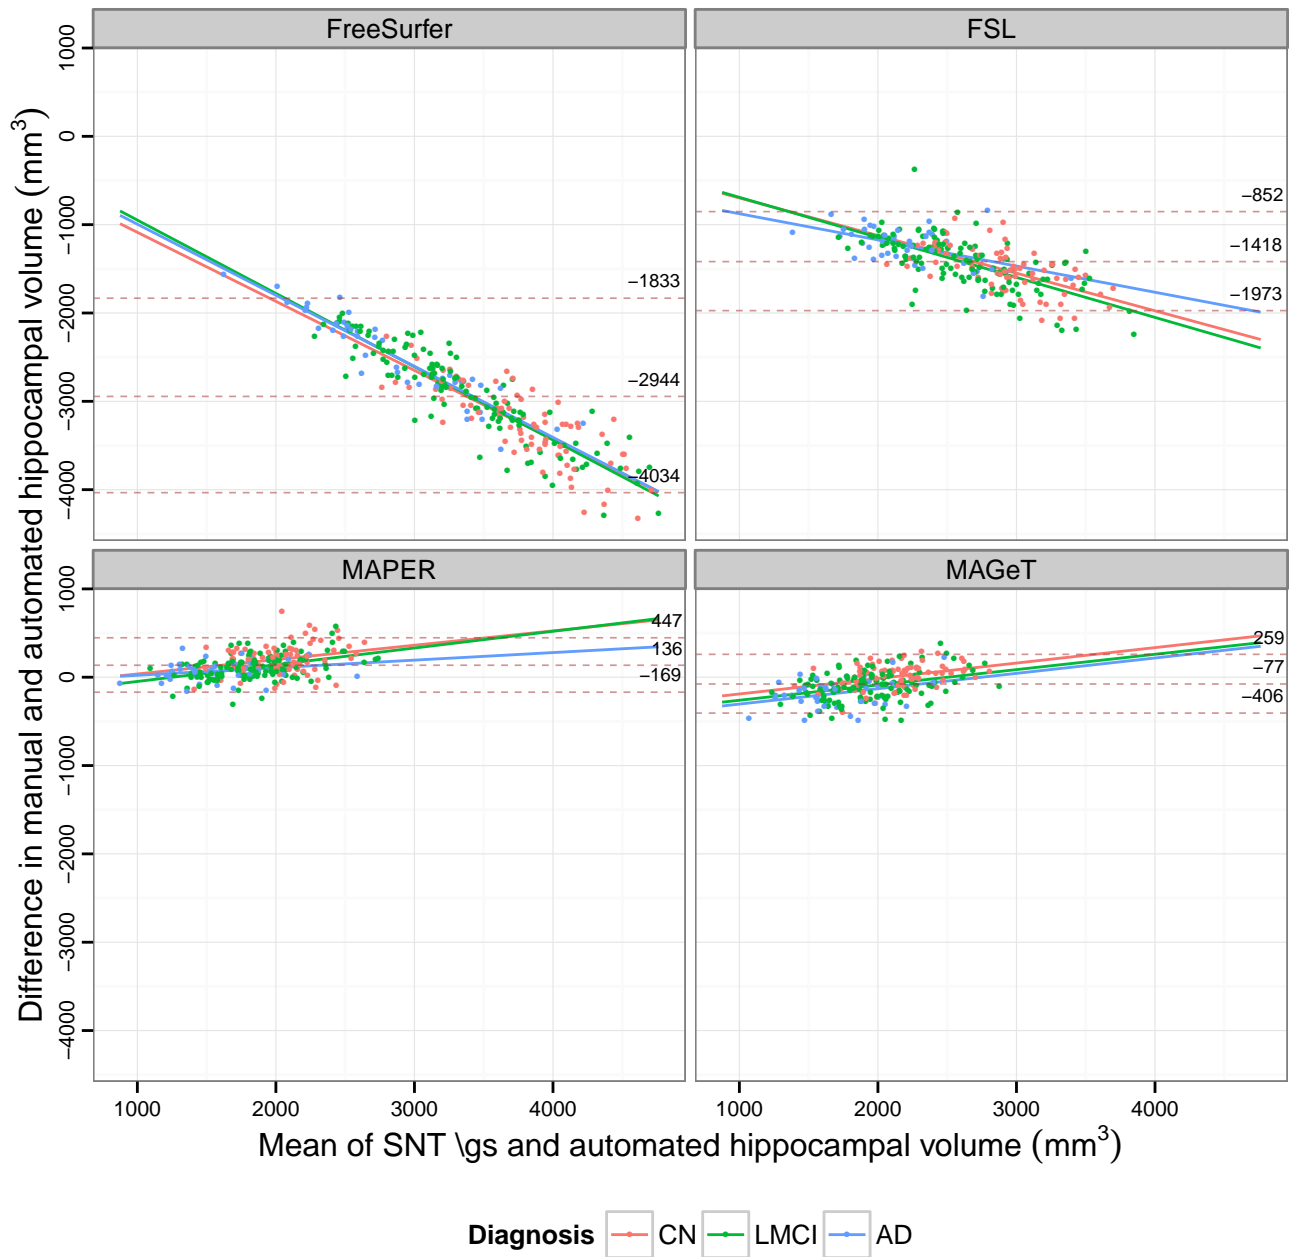 FreeSurfer
FSL
1000
0
−1000
−2000
−3000
−4000
−1833
−2944
−4034
−852
−1418
−1973
MAPER
MAGeT
1000
0
−1000
−2000
−3000
−4000
447
136
−169
259
−77
−406
Difference in manual and automated hippocampal volume (mm³)
1000 2000 3000 4000
1000 2000 3000 4000
Mean of SNT \gs and automated hippocampal volume (mm³)
Diagnosis CN LMCI AD